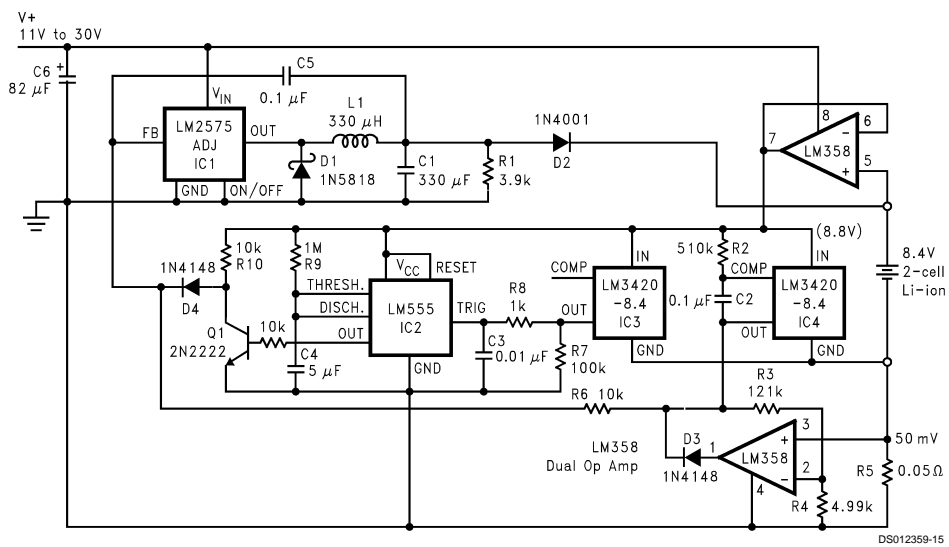 V+
11V to 30V
C6
82 µF
+
C5
0.1 µF
VIN
LM2575
ADJ
IC1
FB
OUT
GND
ON/OFF
L1
330 µH
D1
1N5818
C1
330 µF
R1
3.9k
1N4001
D2
8
7
6
5
−
+
LM358
(8.8V)
8.4V
2-cell
Li-ion
10k
R10
1M
R9
1N4148
D4
Q1
2N2222
10k
C4
5 µF
VCC
RESET
THRESH.
DISCH.
OUT
LM555
IC2
TRIG
GND
R8
1k
C3
0.01 µF
R7
100k
COMP
IN
OUT
LM3420
-8.4
IC3
GND
510k
R2
0.1 µF
C2
COMP
IN
LM3420
-8.4
IC4
OUT
GND
R6 10k
R3
121k
LM358
Dual Op Amp
D3
1N4148
1
3
2
4
+
−
LM358
50 mV
R5
0.05Ω
R4
4.99k
DS012359-15